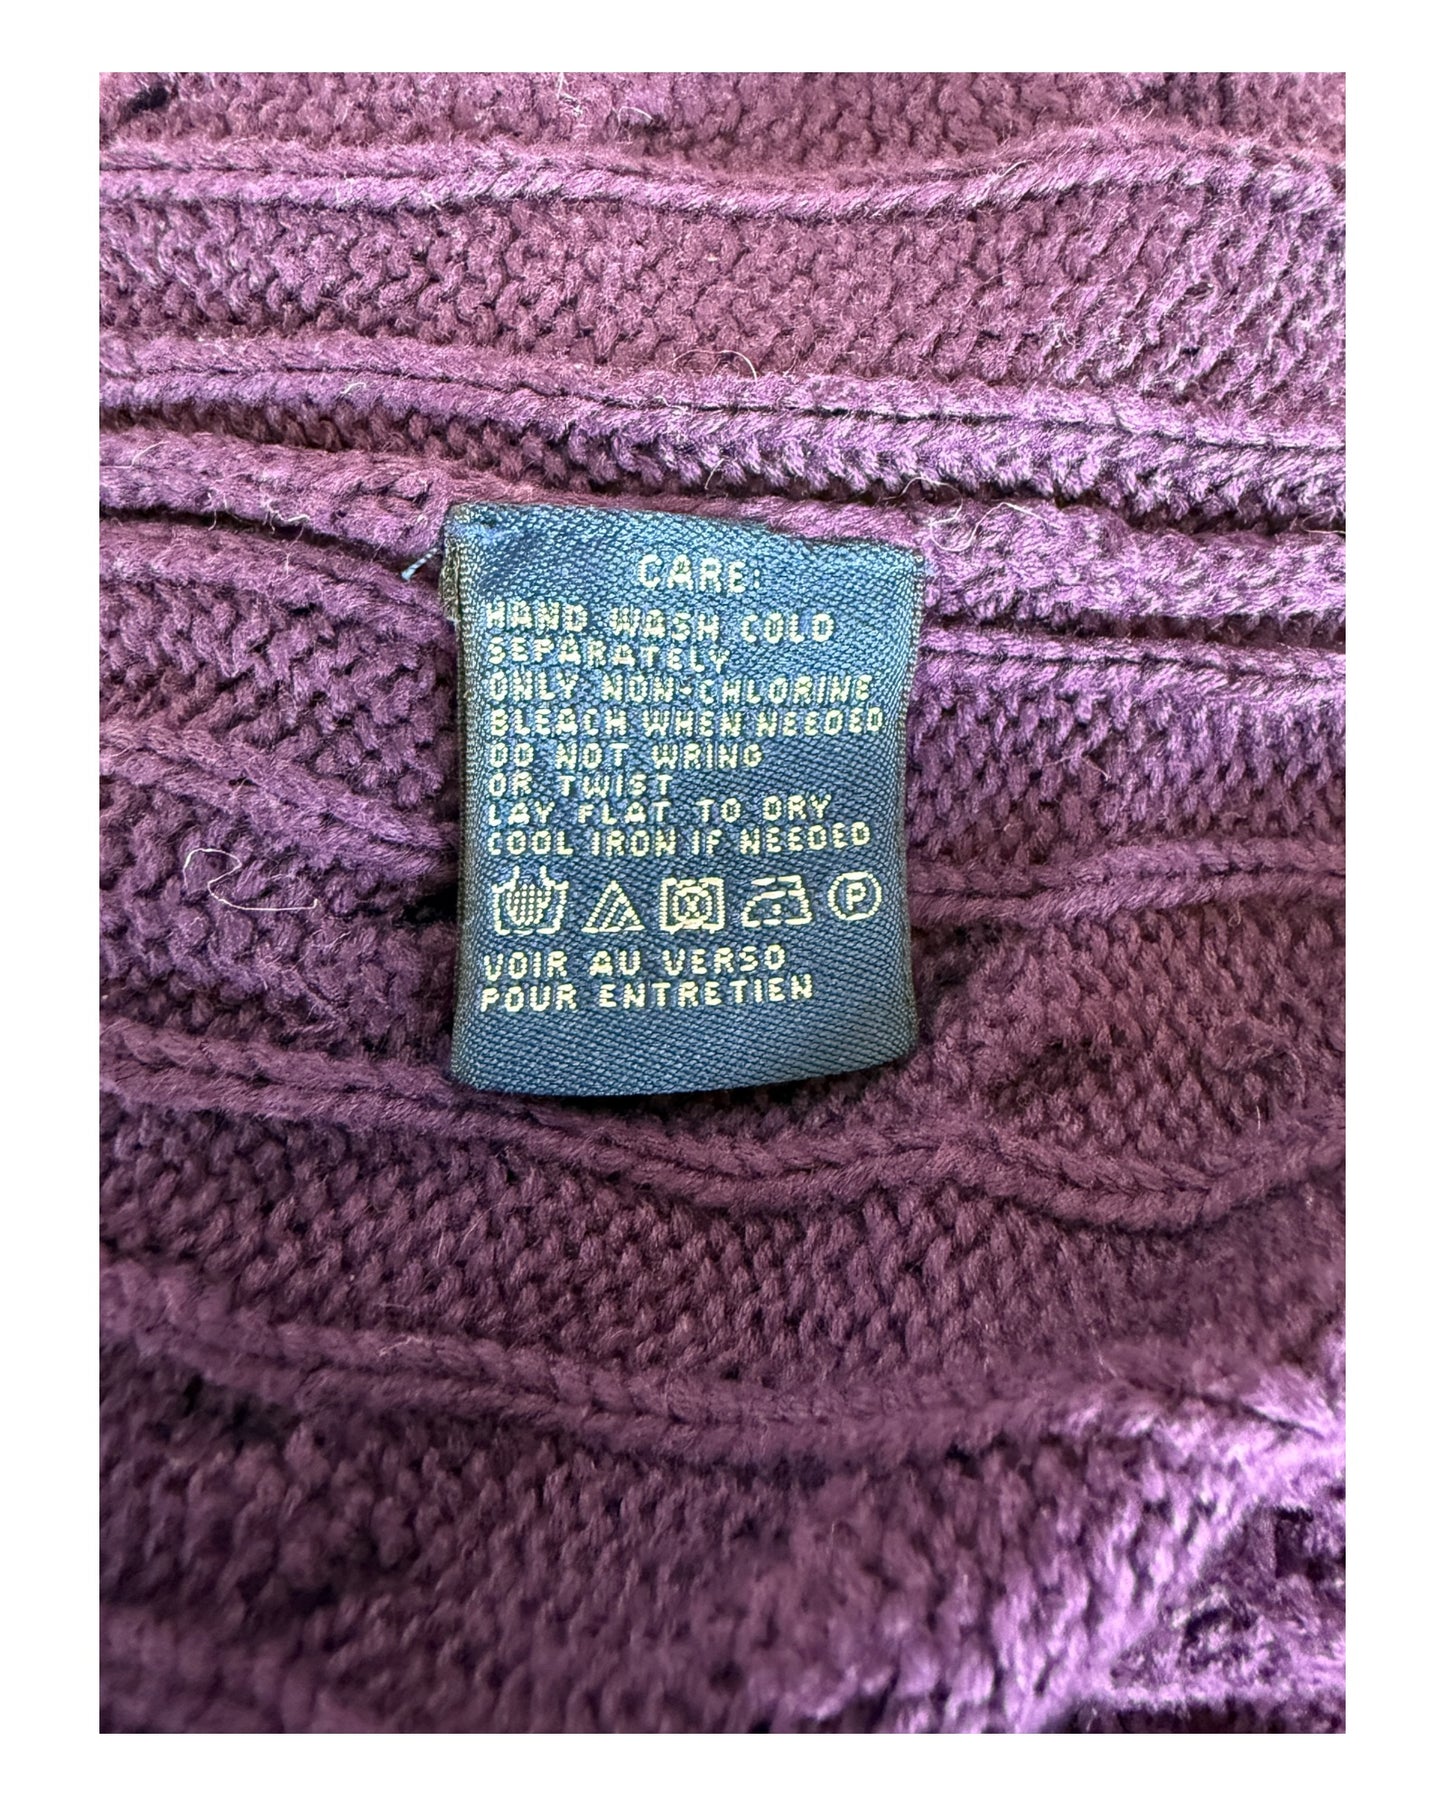 CARE:
HAND WASH COLD
SEPARATELY
ONLY NON-CHLORINE
BLEACH WHEN NEEDED
DO NOT WRING
OR TWIST
LAY FLAT TO DRY
COOL IRON IF NEEDED
P
VOIR AU VERSO
POUR ENTRETIEN